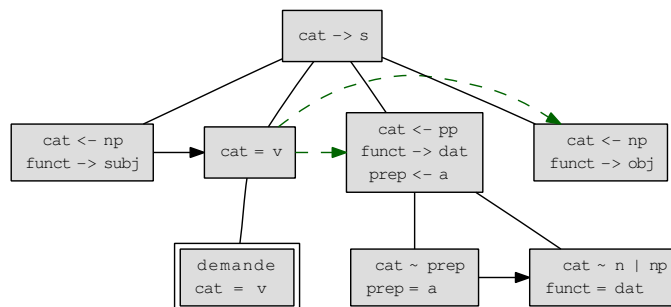 cat -> s
cat <- np
funct -> subj
cat = v
cat <- pp
funct -> dat
prep <- a
cat <- np
funct -> obj
demande
cat = v
cat ~ prep
prep = a
cat ~ n | np
funct = dat